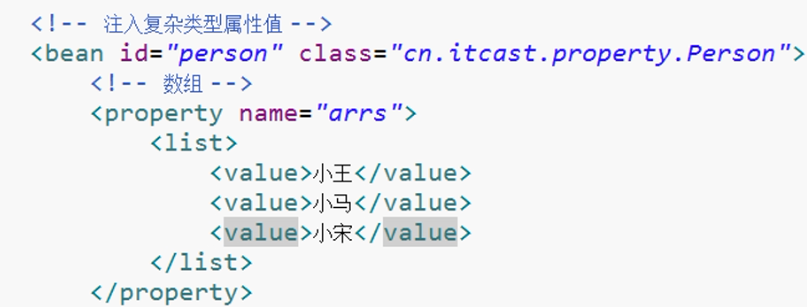 <!-- 注入复杂类型属性值 -->
<bean id="person" class="cn.itcast.property.Person">
<!-- 数组 -->
<property name="arrs">
<list>
<value>小王</value>
<value>小马</value>
<value>小宋</value>
</list>
</property>